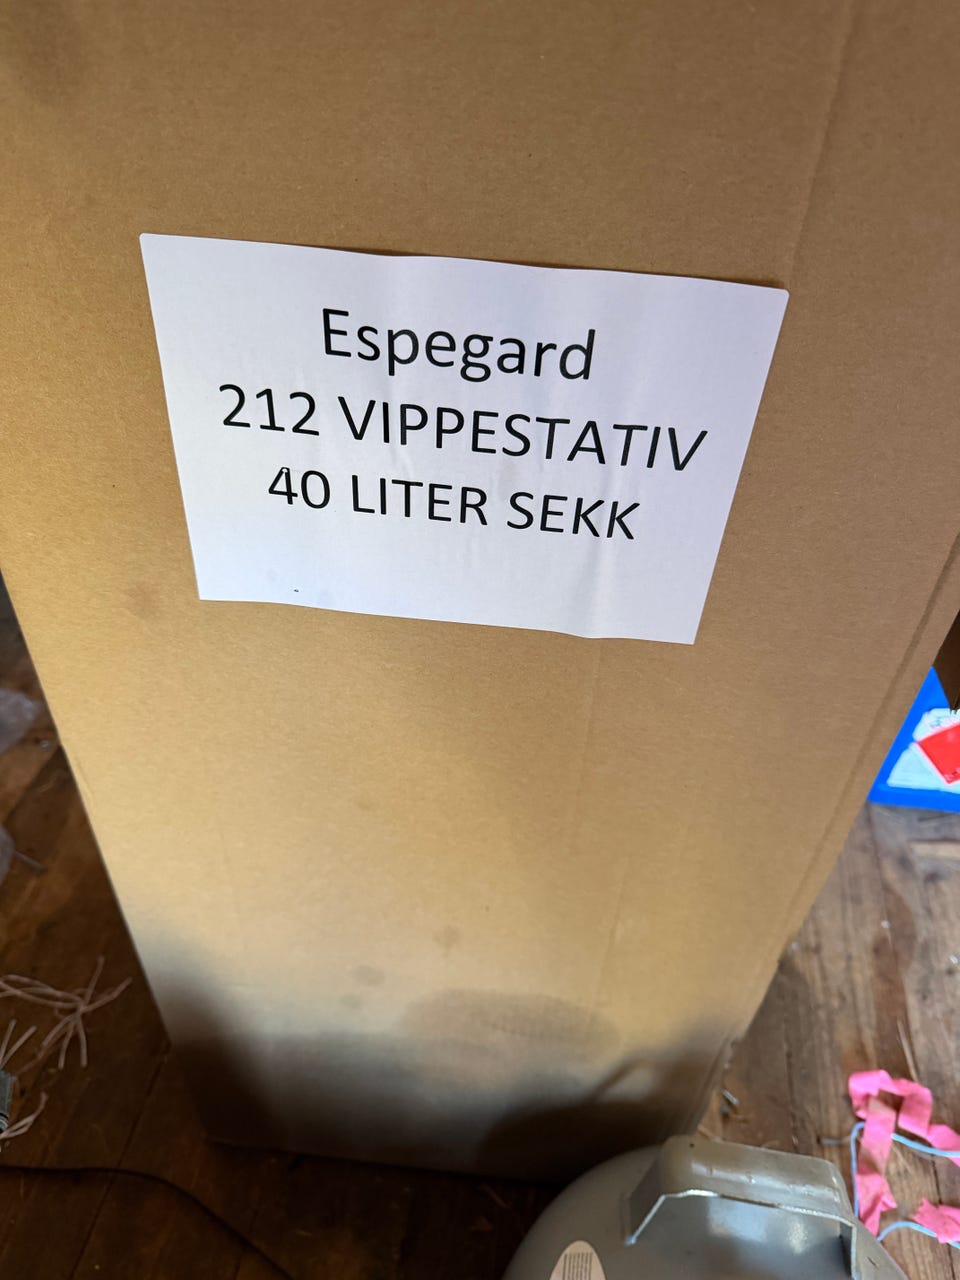 Espegard
212 VIPPESTATIV
40 LITER SEKK